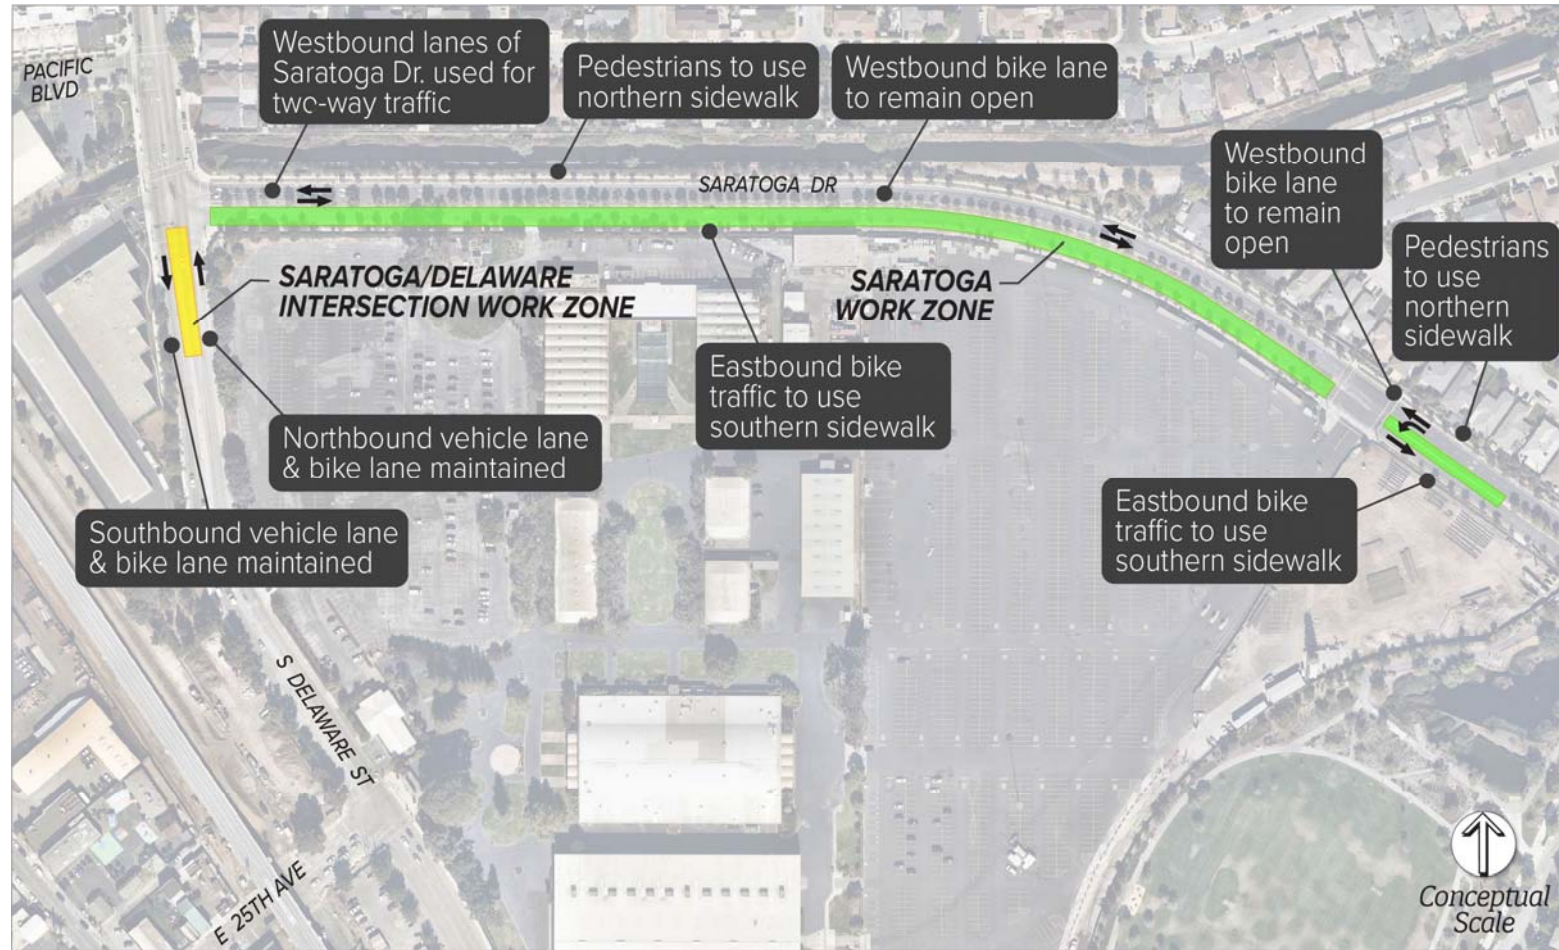 PACIFIC
BLVD
Westbound lanes of
Saratoga Dr. used for
two-way traffic
Pedestrians to use
northern sidewalk
Westbound bike lane
to remain open
Westbound
bike lane
to remain
open
Pedestrians
to use
northern
sidewalk
SARATOGA DR
SARATOGA/DELAWARE
INTERSECTION WORK ZONE
SARATOGA
WORK ZONE
Eastbound bike
traffic to use
southern sidewalk
Northbound vehicle lane
& bike lane maintained
Southbound vehicle lane
& bike lane maintained
Eastbound bike
traffic to use
southern sidewalk
S DELAWARE ST
E 25TH AVE
Conceptual
Scale